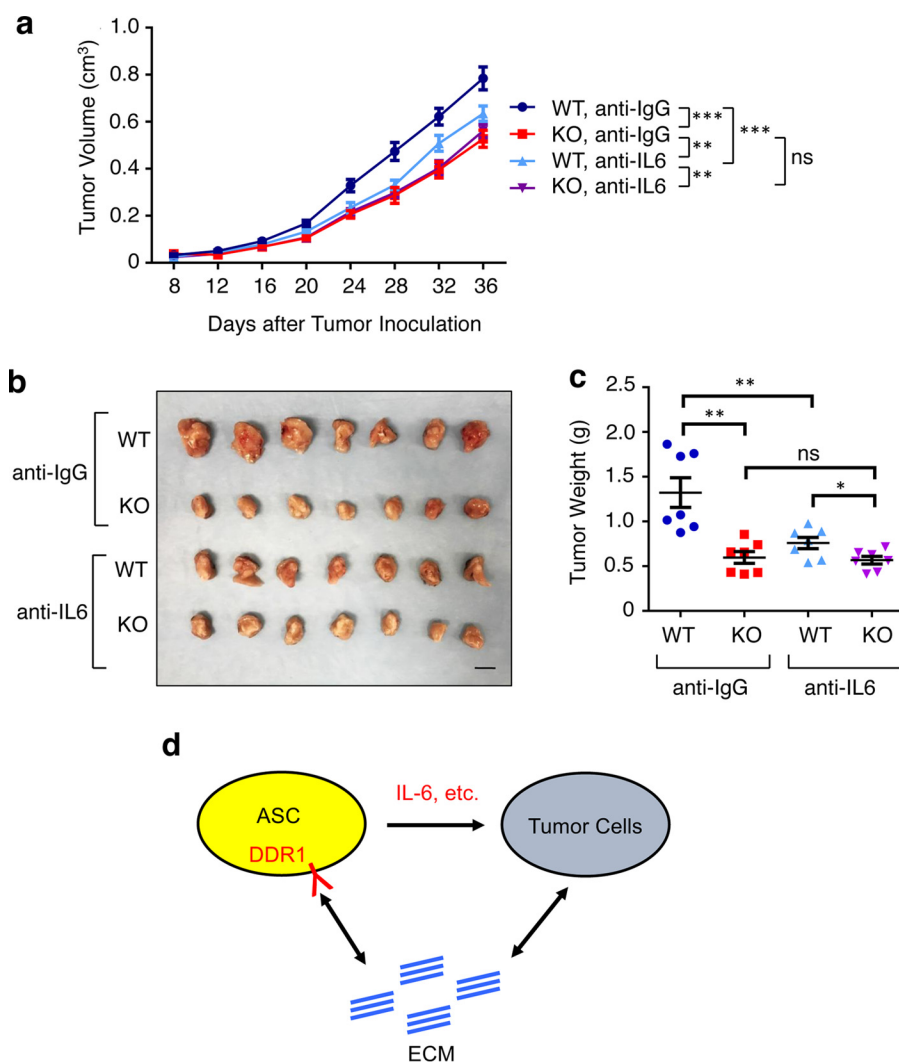 a
Tumor Volume (cm³)
1.0
0.8
0.6
0.4
0.2
0
8 12 16 20 24 28 32 36
Days after Tumor Inoculation
WT, anti-IgG
KO, anti-IgG
WT, anti-IL6
KO, anti-IL6
***
**
**
***
ns
b
anti-IgG
WT
KO
anti-IL6
WT
KO
c
Tumor Weight (g)
2.5
2.0
1.5
1.0
0.5
0
**
**
ns
*
WT KO WT KO
anti-IgG anti-IL6
d
ASC
DDR1
IL-6, etc.
Tumor Cells
ECM